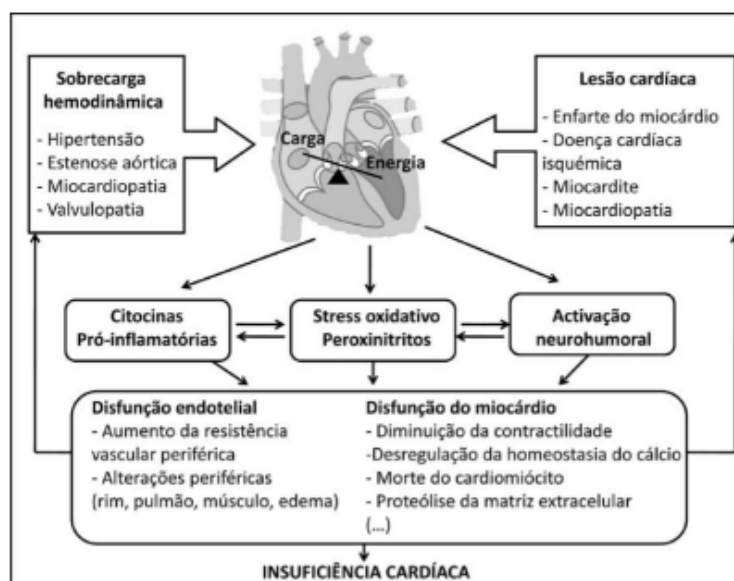 Sobrecarga
hemodinâmica
- Hipertensão
- Estenose aórtica
- Miocardiopatia
- Valvulopatia
Carga
Energia
Lesão cardíaca
- Enfarte do miocárdio
- Doença cardíaca
isquémica
- Miocardite
- Miocardiopatia
Citocinas
Pró-inflamatórias
Stress oxidativo
Peroxinitritos
Activação
neurohumoral
Disfunção endotelial
- Aumento da resistência
vascular periférica
- Alterações periféricas
(rim, pulmão, músculo, edema)
Disfunção do miocárdio
- Diminuição da contractilidade
-Desregulação da homeostasia do cálcio
- Morte do cardiomiócito
- Proteólise da matriz extracelular
(...)
INSUFICIÊNCIA CARDÍACA